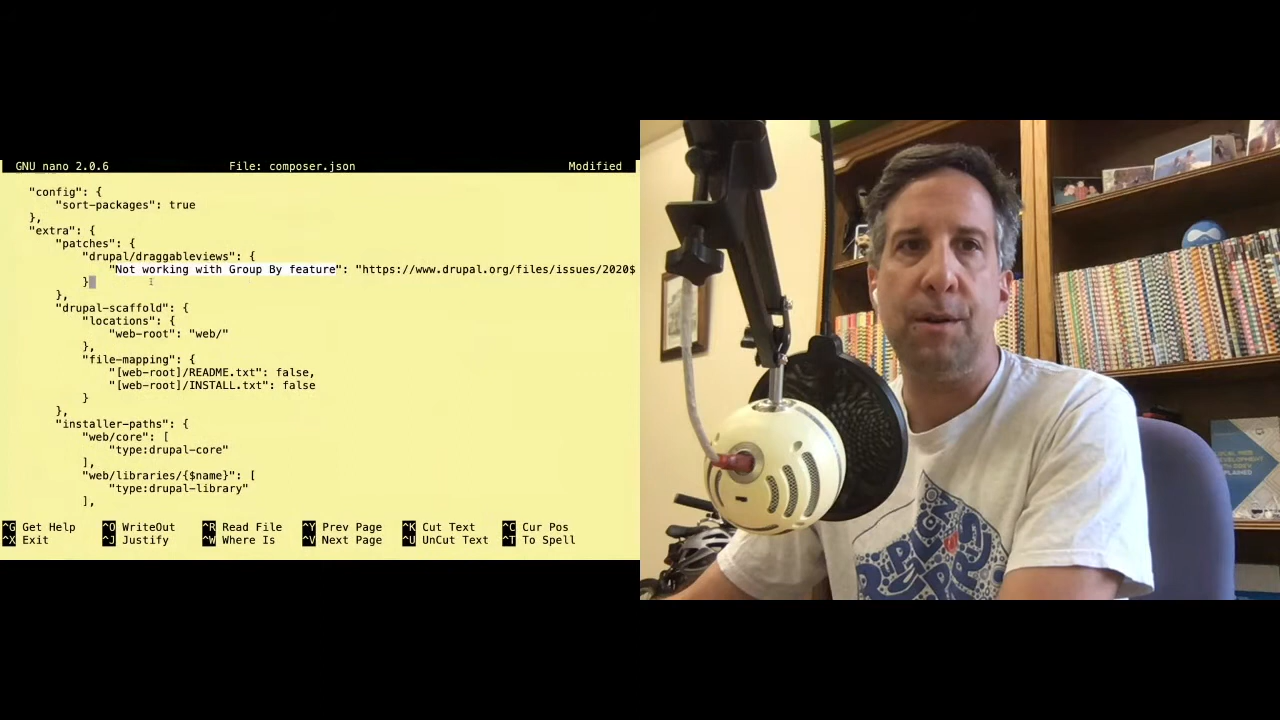 GNU nano 2.0.6 File: composer.json Modified
"config": {
"sort-packages": true
},
"extra": {
"patches": {
"drupal/draggableviews": {
"Not working with Group By feature": "https://www.drupal.org/files/issues/2020$
}
},
"drupal-scaffold": {
"locations": {
"web-root": "web/"
},
"file-mapping": {
"[web-root]/README.txt": false,
"[web-root]/INSTALL.txt": false
}
},
"installer-paths": {
"web/core": [
"type:drupal-core"
],
"web/libraries/{$name}": [
"type:drupal-library"
],
^G Get Help ^O WriteOut ^R Read File ^Y Prev Page ^K Cut Text ^C Cur Pos
^X Exit ^J Justify ^W Where Is ^V Next Page ^U UnCut Text ^T To Spell
LOCAL WEB
DEVELOPMENT